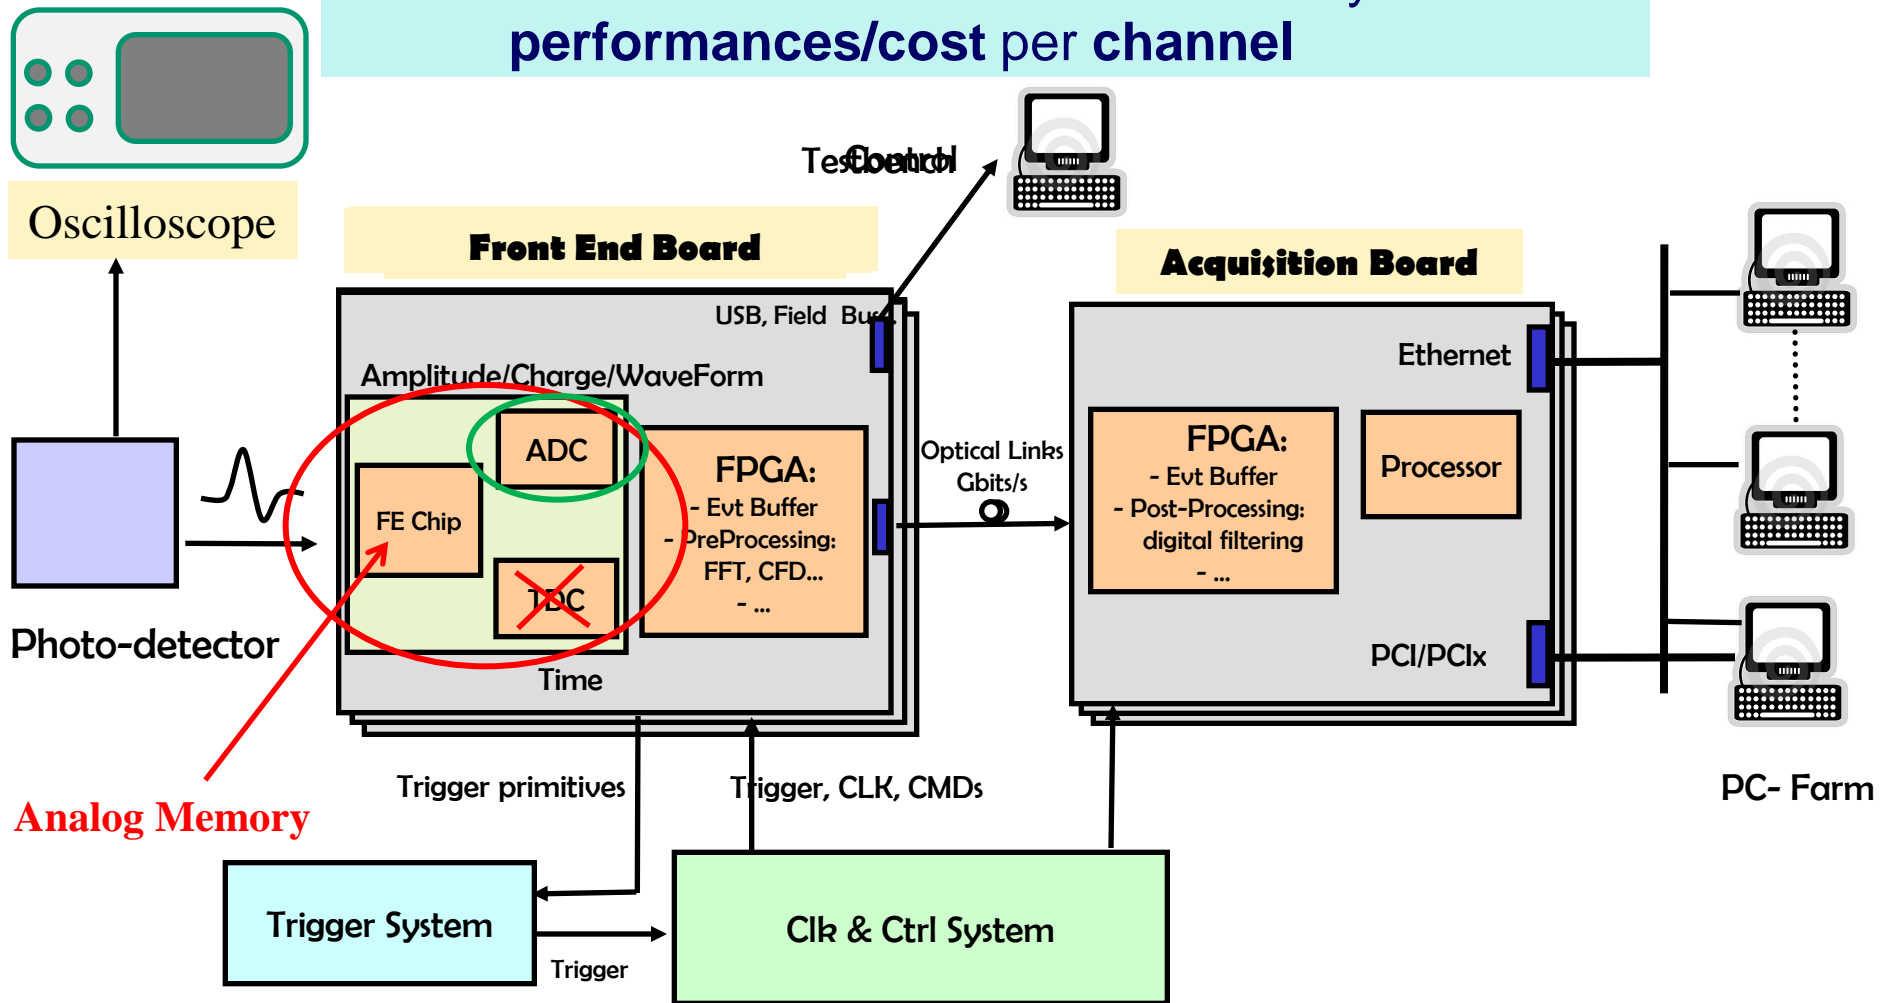 performances/cost per channel
Testbench
Control
Oscilloscope
Front End Board
Acquisition Board
USB, Field Bus
Ethernet
Amplitude/Charge/WaveForm
ADC
FE Chip
TDC
FPGA:
- Evt Buffer
- PreProcessing:
FFT, CFD...
- ...
Optical Links
Gbits/s
FPGA:
- Evt Buffer
- Post-Processing:
digital filtering
- ...
Processor
Photo-detector
Time
PCI/PCIx
Trigger primitives
Trigger, CLK, CMDs
PC- Farm
Analog Memory
Trigger System
Clk & Ctrl System
Trigger